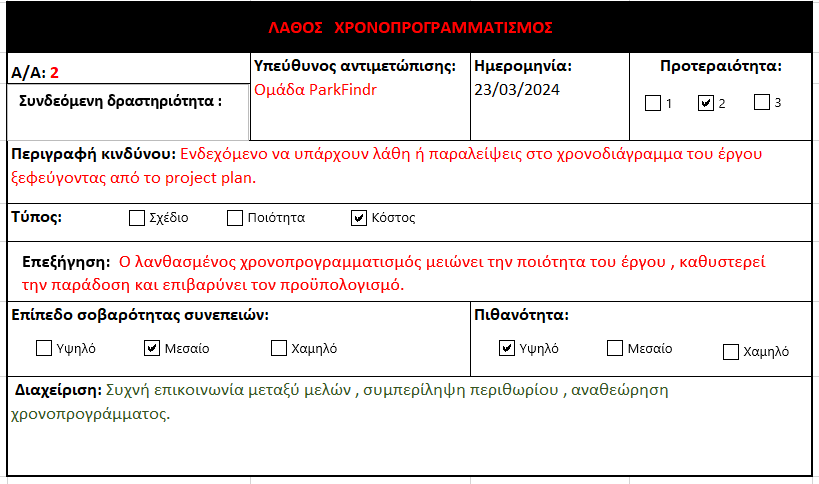 ΛΑΘΟΣ ΧΡΟΝΟΠΡΟΓΡΑΜΜΑΤΙΣΜΟΣ
Α/Α: 2
Συνδεόμενη δραστηριότητα :
Υπεύθυνος αντιμετώπισης:
Ομάδα ParkFindr
Ημερομηνία:
23/03/2024
Προτεραιότητα:
1 2 3
Περιγραφή κινδύνου: Ενδεχόμενο να υπάρχουν λάθη ή παραλείψεις στο χρονοδιάγραμμα του έργου
ξεφεύγοντας από το project plan.
Τύπος: Σχέδιο Ποιότητα Κόστος
Επεξήγηση: Ο λανθασμένος χρονοπρογραμματισμός μειώνει την ποιότητα του έργου , καθυστερεί
την παράδοση και επιβαρύνει τον προϋπολογισμό.
Επίπεδο σοβαρότητας συνεπειών:
Υψηλό Μεσαίο Χαμηλό
Πιθανότητα:
Υψηλό Μεσαίο Χαμηλό
Διαχείριση: Συχνή επικοινωνία μεταξύ μελών , συμπερίληψη περιθωρίου , αναθεώρηση
χρονοπρογράμματος.